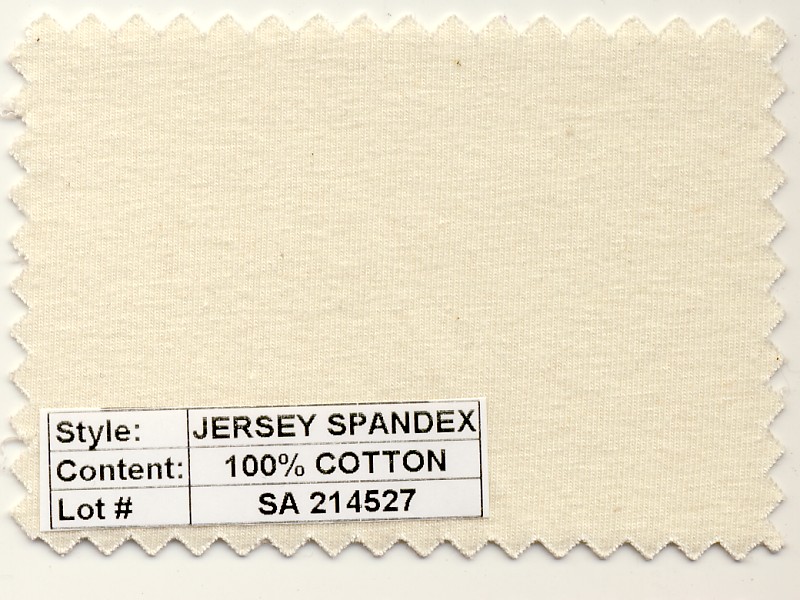 Style: JERSEY SPANDEX
Content: 100% COTTON
Lot # SA 214527